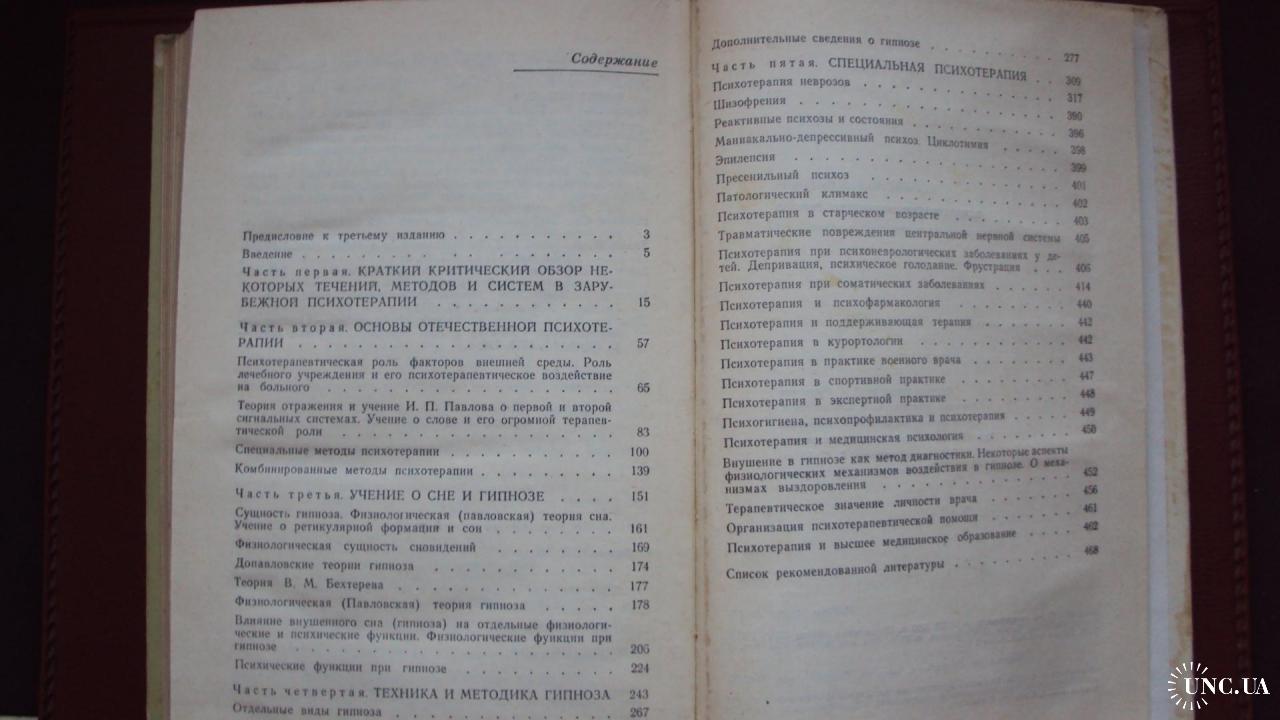 Содержание
Предисловие к третьему изданию . . . . . . . . . . . 3
Введение . . . . . . . . . . . . . . 5
Часть первая. КРАТКИЙ КРИТИЧЕСКИЙ ОБЗОР НЕ-
КОТОРЫХ ТЕЧЕНИЙ, МЕТОДОВ И СИСТЕМ В ЗАРУ-
БЕЖНОЙ ПСИХОТЕРАПИИ . . . . . . . . . . . 15
Часть вторая. ОСНОВЫ ОТЕЧЕСТВЕННОЙ ПСИХОТЕ-
РАПИИ . . . . . . . . . . . . . . . . . 57
Психотерапевтическая роль факторов внешней среды. Роль
лечебного учреждения и его психотерапевтическое воздействие
на больного . . . . . . . . . . . . . . . 65
Теория отражения и учение И. П. Павлова о первой и второй
сигнальных системах. Учение о слове и его огромной терапев-
тической роли . . . . . . . . . . . . . . 83
Специальные методы психотерапии . . . . . . . . . . 100
Комбинированные методы психотерапии . . . . . . . . 139
Часть третья. УЧЕНИЕ О СНЕ И ГИПНОЗЕ . . . . 151
Сущность гипноза. Физиологическая (павловская) теория сна.
Учение о ретикулярной формации и сон . . . . . . . . 161
Физиологическая сущность сновидений . . . . . . . . 169
Допавловские теории гипноза . . . . . . . . . . . 174
Теория В. М. Бехтерева . . . . . . . . . . . . 177
Физиологическая (Павловская) теория гипноза . . . . . 178
Влияние внушенного сна (гипноза) на отдельные физиологи-
ческие и психические функции. Физиологические функции при
гипнозе . . . . . . . . . . . . . . . . 206
Психические функции при гипнозе . . . . . . . . . 224
Часть четвертая. ТЕХНИКА И МЕТОДИКА ГИПНОЗА 243
Отдельные виды гипноза . . . . . . . . . . . . 267
Дополнительные сведения о гипнозе . . . . . . . . . 277
Часть пятая. СПЕЦИАЛЬНАЯ ПСИХОТЕРАПИЯ . . 309
Психотерапия неврозов . . . . . . . . . . . . 317
Шизофрения . . . . . . . . . . . . . . . 390
Реактивные психозы и состояния . . . . . . . . . . 396
Маниакально-депрессивный психоз. Циклотимия . . . . . 398
Эпилепсия . . . . . . . . . . . . . . . 399
Пресенильный психоз . . . . . . . . . . . . 401
Патологический климакс . . . . . . . . . . . . 402
Психотерапия в старческом возрасте . . . . . . . . . 403
Травматические повреждения центральной нервной системы 405
Психотерапия при психоневрологических заболеваниях у де-
тей. Депривация, психическое голодание. Фрустрация . . . 406
Психотерапия при соматических заболеваниях . . . . . . 414
Психотерапия и психофармакология . . . . . . . . . 440
Психотерапия и поддерживающая терапия . . . . . . . 442
Психотерапия в курортологии . . . . . . . . . . . 442
Психотерапия в практике военного врача . . . . . . . 443
Психотерапия в спортивной практике . . . . . . . . . 447
Психотерапия в экспертной практике . . . . . . . . . 448
Психогигиена, психопрофилактика и психотерапия . . . . 449
Психотерапия и медицинская психология . . . . . . . 450
Внушение в гипнозе как метод диагностики. Некоторые аспекты
физиологических механизмов воздействия в гипнозе. О меха-
низмах выздоровления . . . . . . . . . . . . . 452
Терапевтическое значение личности врача . . . . . . . 456
Организация психотерапевтической помощи . . . . . . 461
Психотерапия и высшее медицинское образование . . . . 462
Список рекомендованной литературы . . . . . . . . . 468
UNC.UA